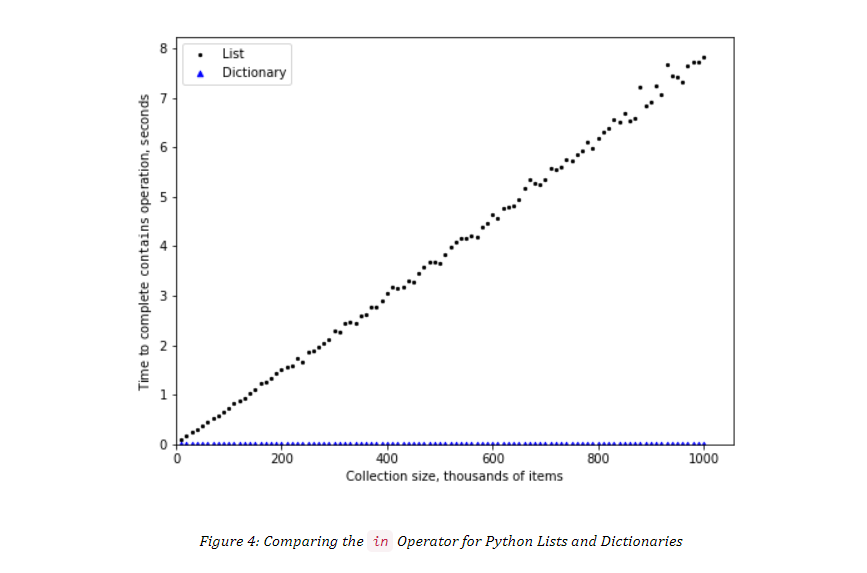 List
Dictionary
8
7
6
5
4
3
2
1
0
Time to complete contains operation, seconds
0 200 400 600 800 1000
Collection size, thousands of items
Figure 4: Comparing the in Operator for Python Lists and Dictionaries